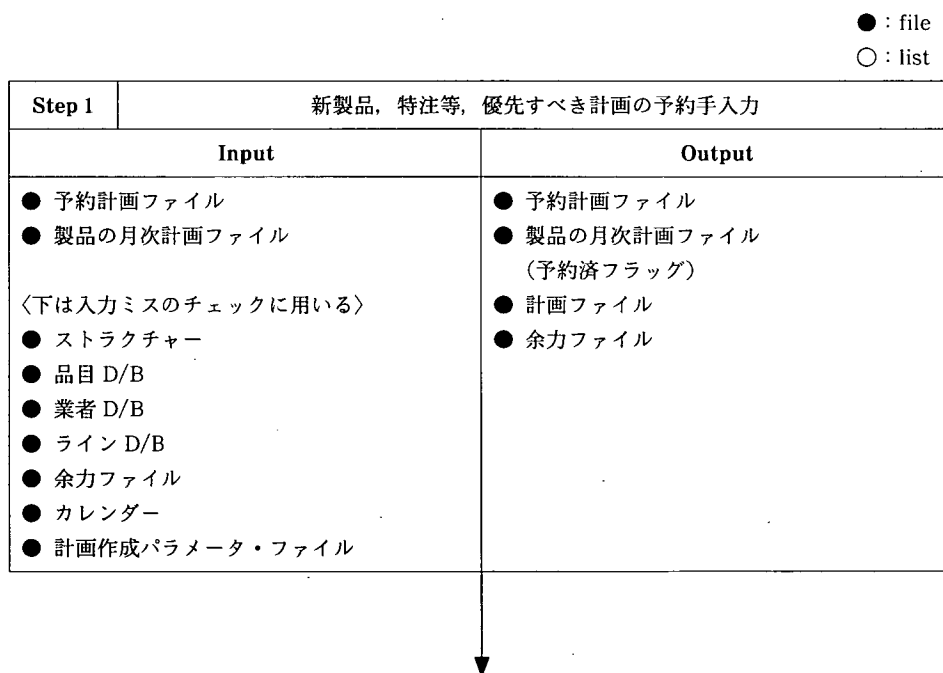 ●：file
○：list
Step 1 新製品，特注等，優先すべき計画の予約手入力
Input Output
● 予約計画ファイル
● 製品の月次計画ファイル
〈下は入力ミスのチェックに用いる〉
● ストラクチャー
● 品目 D/B
● 業者 D/B
● ライン D/B
● 余力ファイル
● カレンダー
● 計画作成パラメータ・ファイル
● 予約計画ファイル
● 製品の月次計画ファイル
（予約済フラッグ）
● 計画ファイル
● 余力ファイル